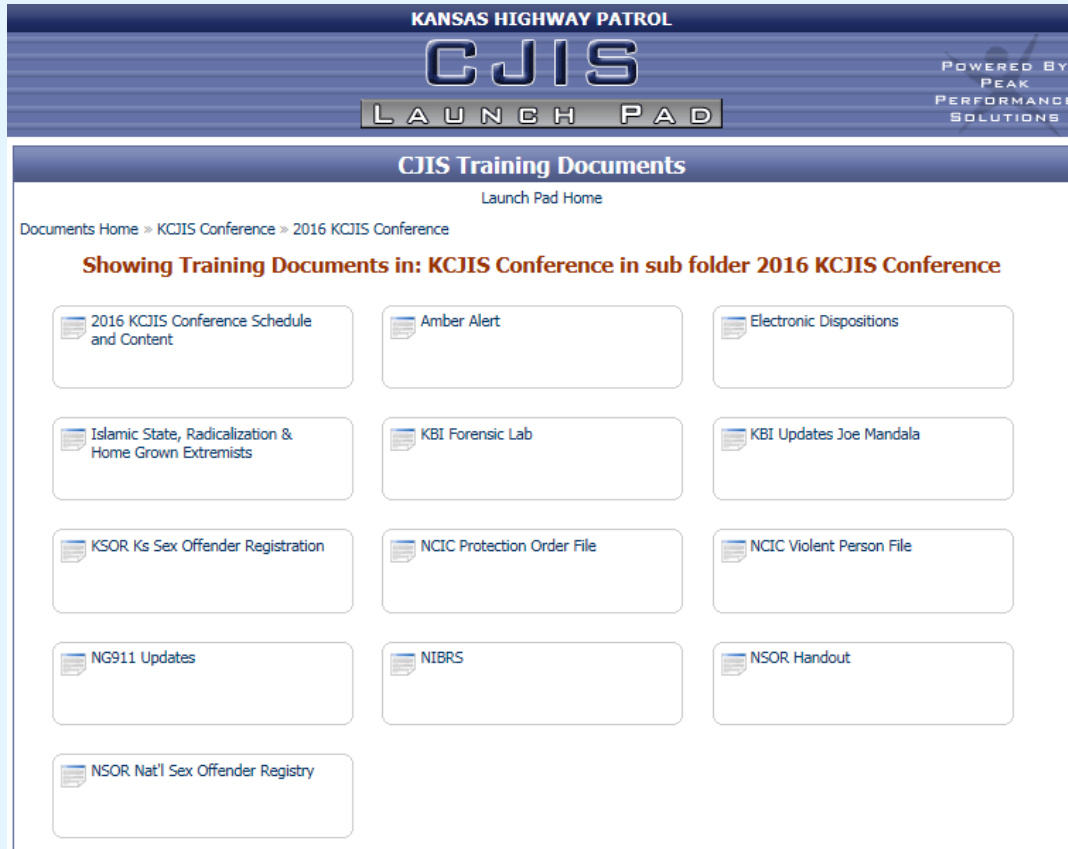 KANSAS HIGHWAY PATROL
CJIS
LAUNCH PAD
POWERED BY
PEAK
PERFORMANCE
SOLUTIONS
CJIS Training Documents
Launch Pad Home
Documents Home » KCJIS Conference » 2016 KCJIS Conference
Showing Training Documents in: KCJIS Conference in sub folder 2016 KCJIS Conference
2016 KCJIS Conference Schedule
and Content
Amber Alert
Electronic Dispositions
Islamic State, Radicalization &
Home Grown Extremists
KBI Forensic Lab
KBI Updates Joe Mandala
KSOR Ks Sex Offender Registration
NCIC Protection Order File
NCIC Violent Person File
NG911 Updates
NIBRS
NSOR Handout
NSOR Nat'l Sex Offender Registry